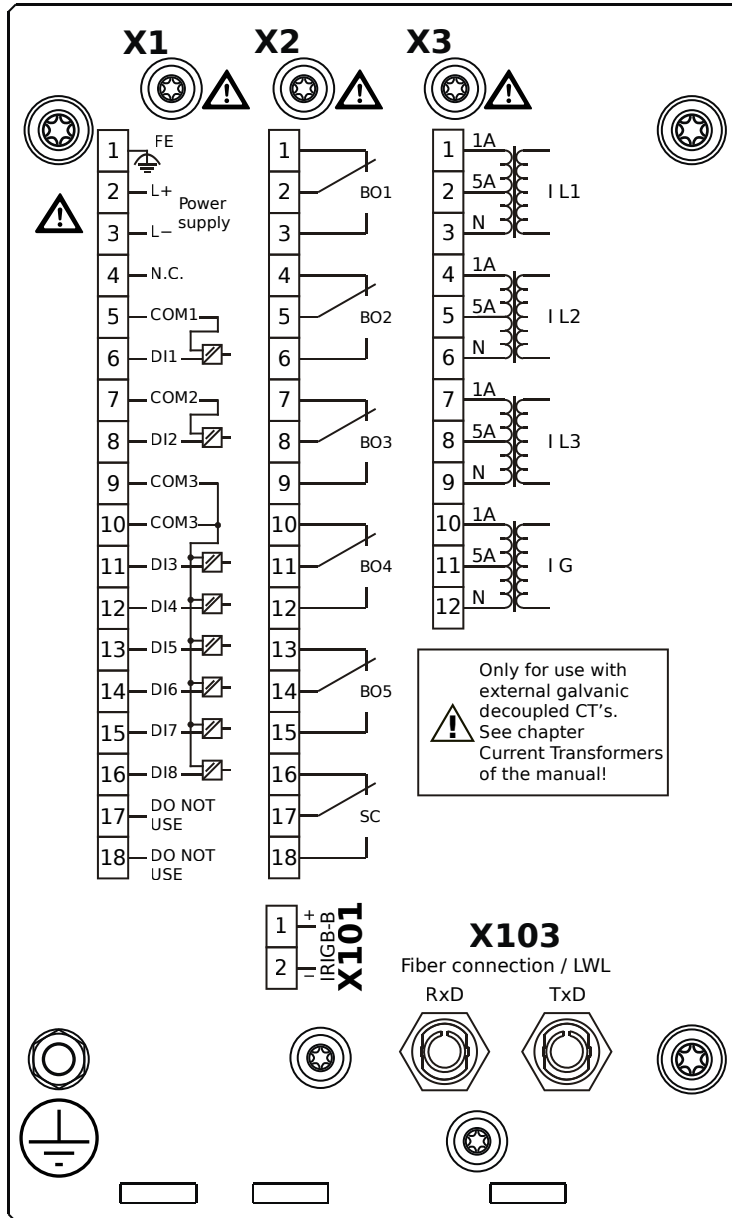 X1
X2
X3
1 FE
2 L+
Power
supply
3 L−
4 N.C.
5 COM1
6 DI1
7 COM2
8 DI2
9 COM3
10 COM3
11 DI3
12 DI4
13 DI5
14 DI6
15 DI7
16 DI8
17 DO NOT
USE
18 DO NOT
USE
1
2 BO1
3
4
5 BO2
6
7
8 BO3
9
10
11 BO4
12
13
14 BO5
15
16
17 SC
18
1 1A
2 5A I L1
3 N
4 1A
5 5A I L2
6 N
7 1A
8 5A I L3
9 N
10 1A
11 5A I G
12 N
!
!
!
!
!
Only for use with
external galvanic
decoupled CT's.
See chapter
Current Transformers
of the manual!
1 +
2 −
IRIGB-B
X101
X103
Fiber connection / LWL
RxD TxD